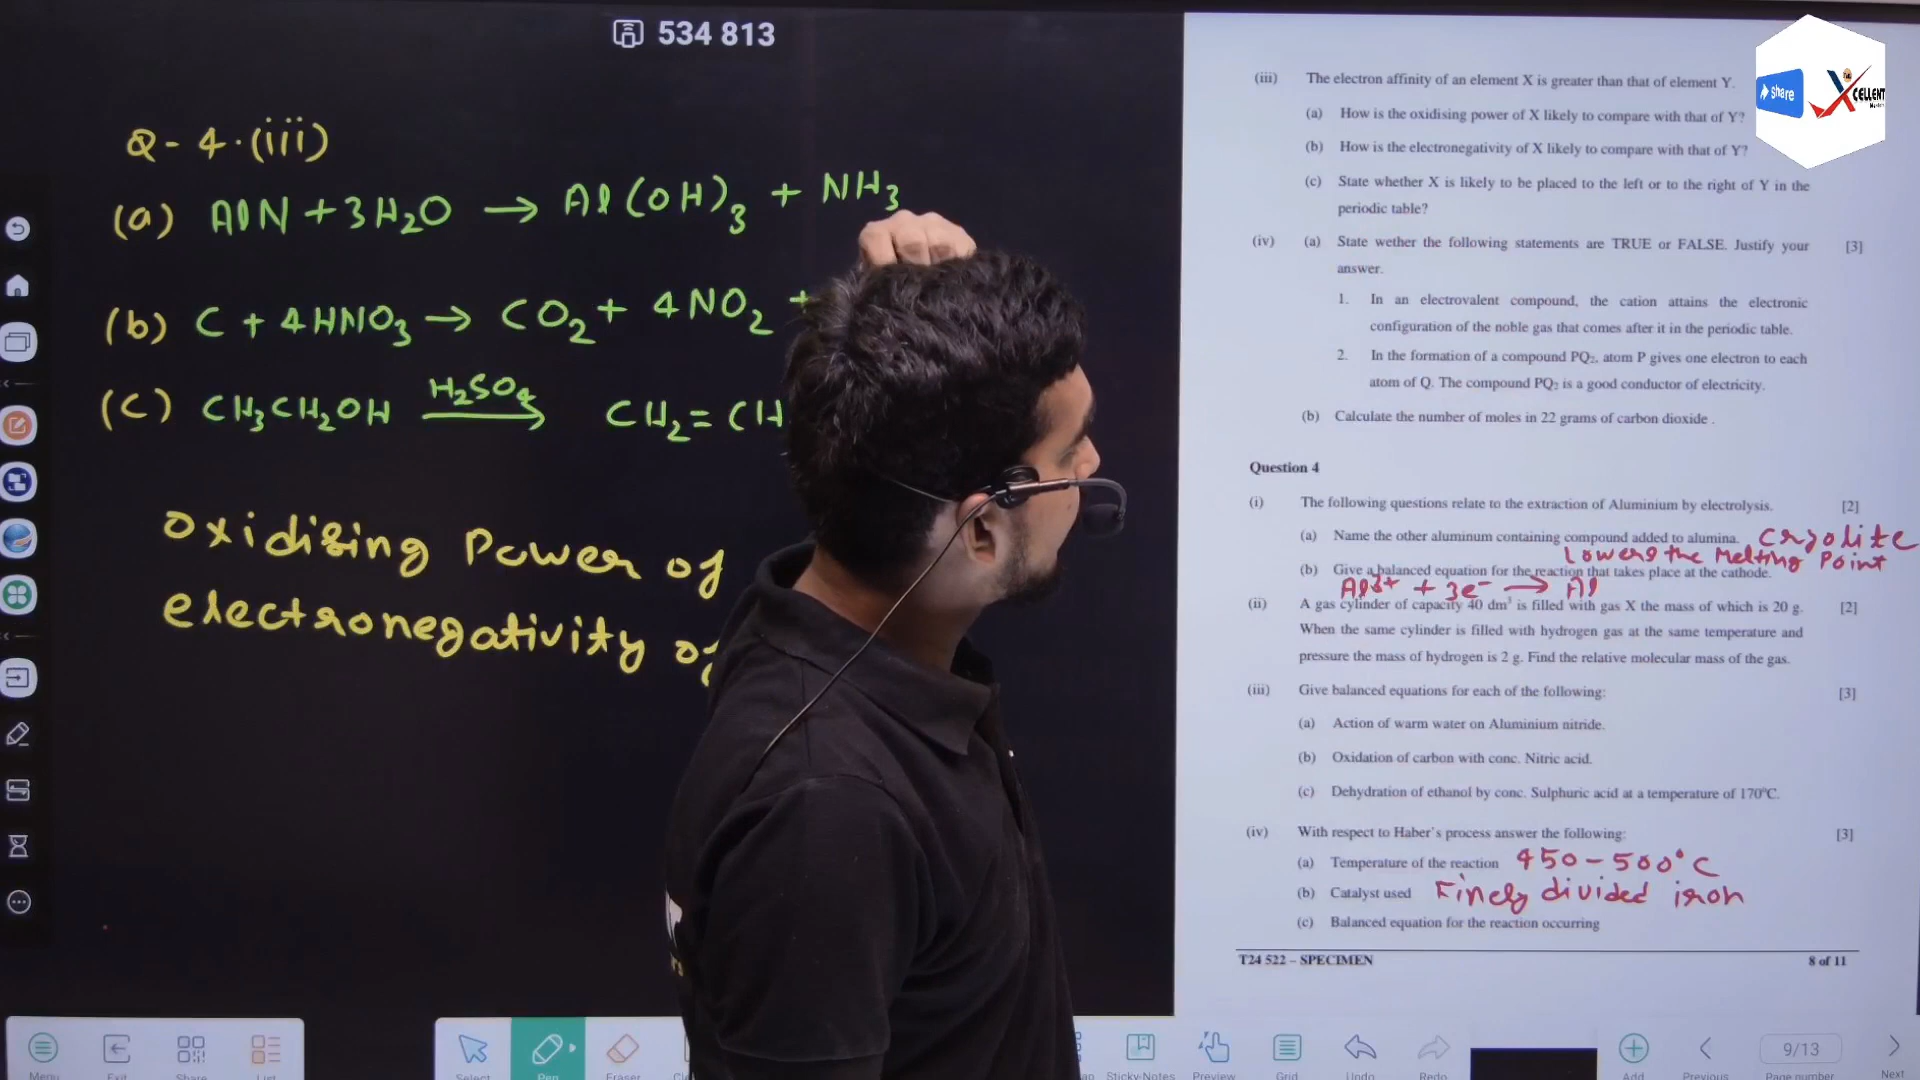 534 813
Q - 4.(iii)
(a) AlN + 3H₂O → Al(OH)₃ + NH₃
(b) C + 4HNO₃ → CO₂ + 4NO₂ +
(C) CH₃CH₂OH H₂SO₄ → CH₂ = CH
Oxidising Power of
electronegativity of
share
XCELLENT
(iii) The electron affinity of an element X is greater than that of element Y.
(a) How is the oxidising power of X likely to compare with that of Y?
(b) How is the electronegativity of X likely to compare with that of Y?
(c) State whether X is likely to be placed to the left or to the right of Y in the
periodic table?
(iv) (a) State wether the following statements are TRUE or FALSE. Justify your [3]
answer.
1. In an electrovalent compound, the cation attains the electronic
configuration of the noble gas that comes after it in the periodic table.
2. In the formation of a compound PQ₂, atom P gives one electron to each
atom of Q. The compound PQ₂ is a good conductor of electricity.
(b) Calculate the number of moles in 22 grams of carbon dioxide .
Question 4
(i) The following questions relate to the extraction of Aluminium by electrolysis. [2]
(a) Name the other aluminum containing compound added to alumina. Cryolite
Lowers the Melting Point
(b) Give a balanced equation for the reaction that takes place at the cathode.
Al³⁺ + 3e⁻ → Al
(ii) A gas cylinder of capacity 40 dm³ is filled with gas X the mass of which is 20 g. [2]
When the same cylinder is filled with hydrogen gas at the same temperature and
pressure the mass of hydrogen is 2 g. Find the relative molecular mass of the gas.
(iii) Give balanced equations for each of the following: [3]
(a) Action of warm water on Aluminium nitride.
(b) Oxidation of carbon with conc. Nitric acid.
(c) Dehydration of ethanol by conc. Sulphuric acid at a temperature of 170⁰C.
(iv) With respect to Haber's process answer the following: [3]
(a) Temperature of the reaction 450 - 500°C
(b) Catalyst used Finely divided iron
(c) Balanced equation for the reaction occurring
T24 522 – SPECIMEN 8 of 11
Menu Exit Share List Select Pen Eraser Sticky-Notes Preview Grid Undo Redo Add Previous 9/13 Page number Next